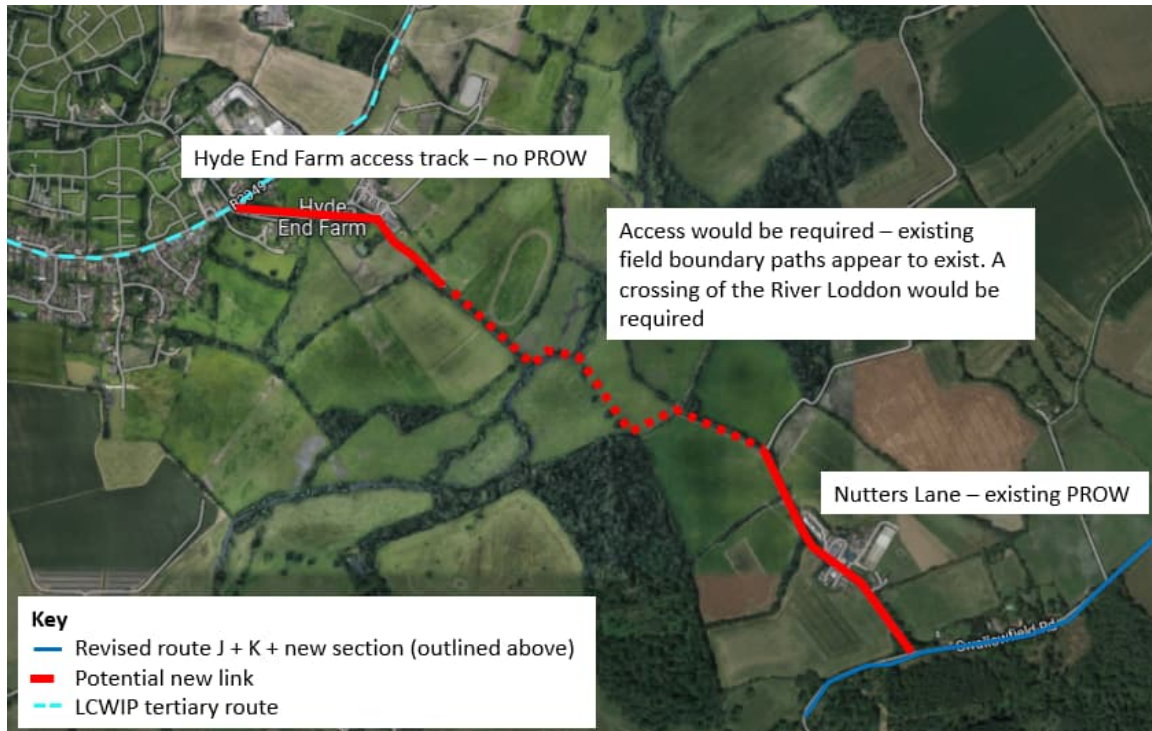 Hyde End Farm access track – no PROW
B3349
Hyde
End Farm
Access would be required – existing
field boundary paths appear to exist. A
crossing of the River Loddon would be
required
Nutters Lane – existing PROW
Swallowfield Rd
Key
Revised route J + K + new section (outlined above)
Potential new link
LCWIP tertiary route